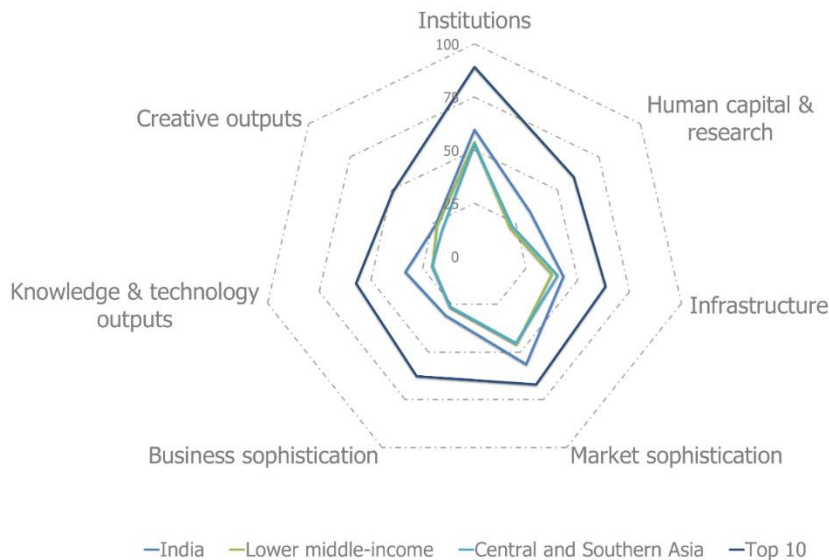 Institutions
100
75
50
25
0
Human capital &
research
Infrastructure
Market sophistication
Business sophistication
Knowledge & technology
outputs
Creative outputs
India
Lower middle-income
Central and Southern Asia
Top 10